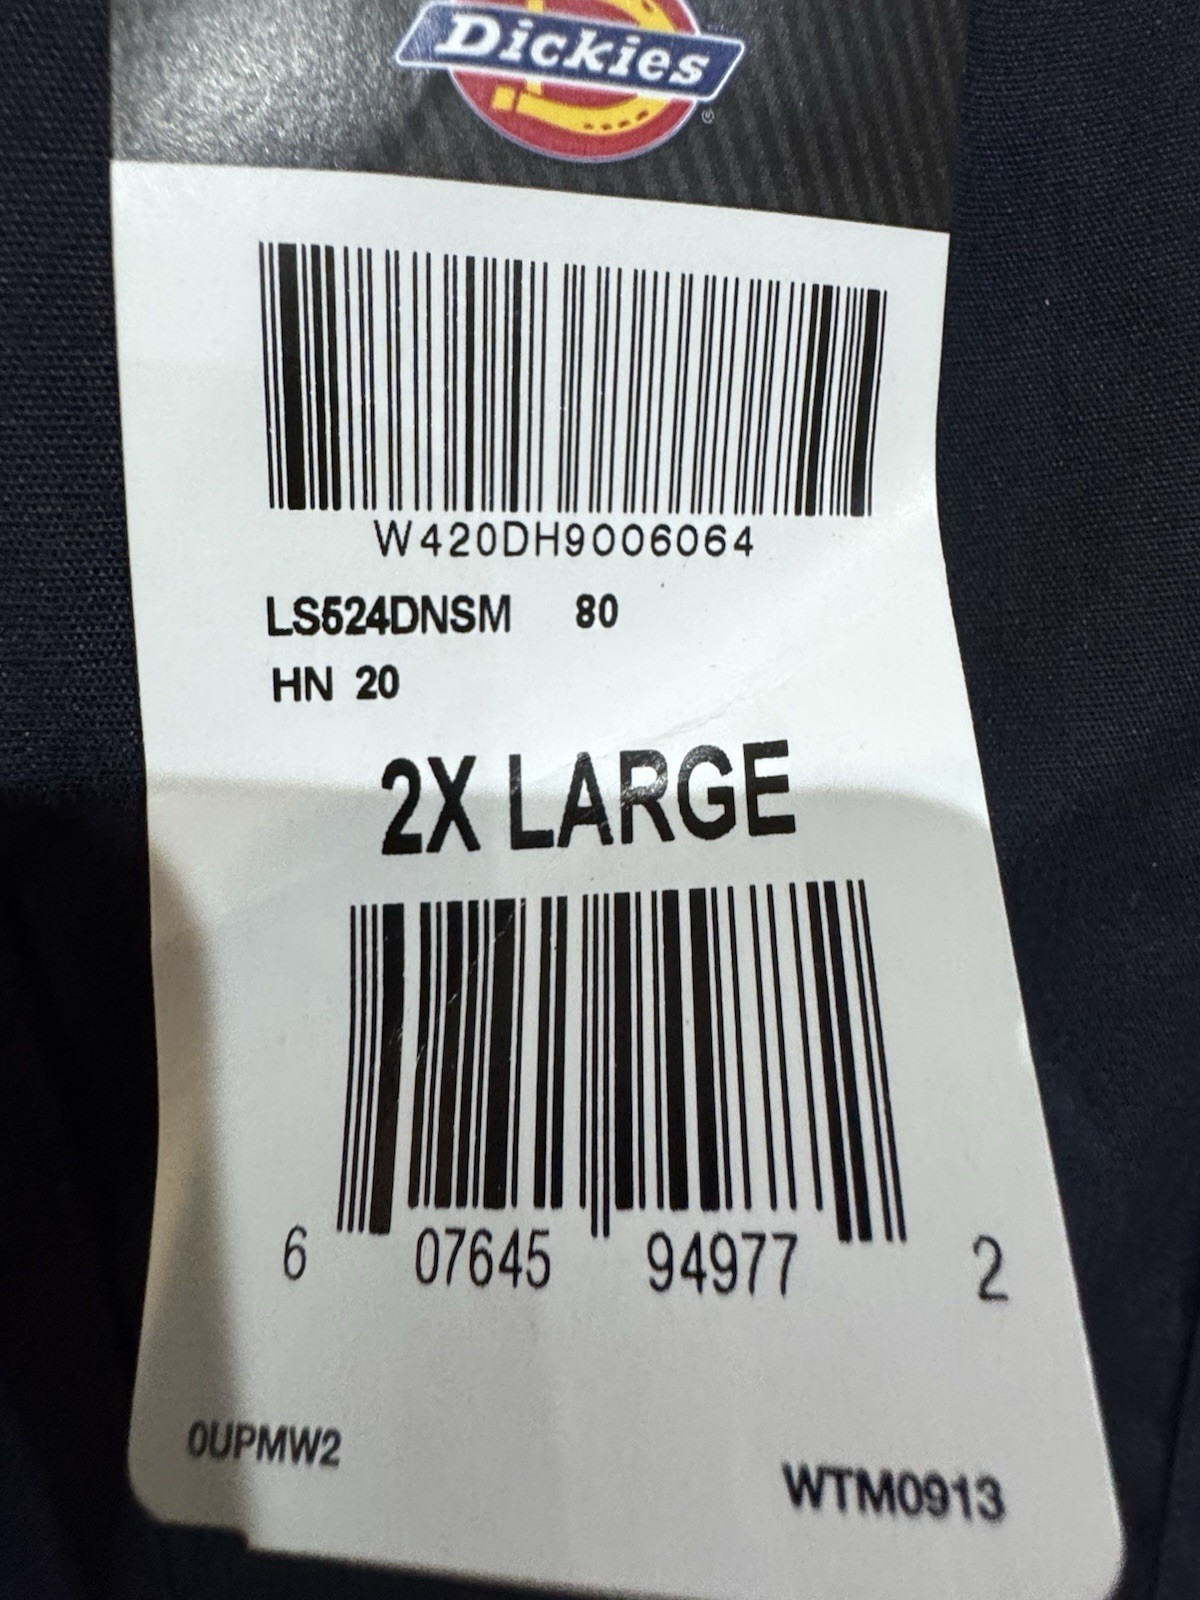 Dickies
W420DH9006064
LS524DNSM 80
HN 20
2X LARGE
6 07645 94977 2
0UPMW2
WTM0913